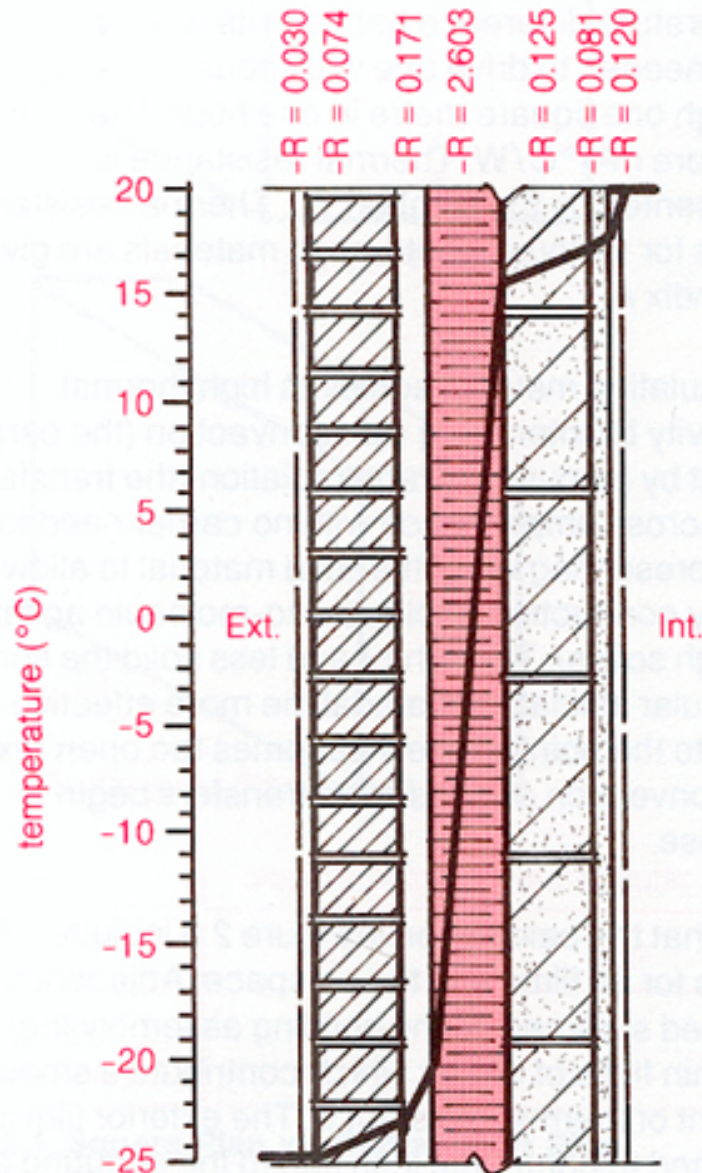 R = 0.030
R = 0.074
R = 0.171
R = 2.603
R = 0.125
R = 0.081
R = 0.120
20
15
10
5
0
-5
-10
-15
-20
-25
temperature (°C)
Ext.
Int.